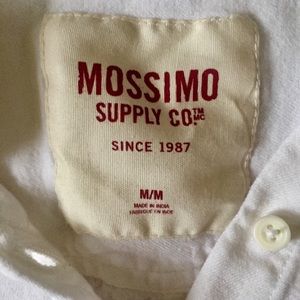 MOSSIMO
SUPPLY CO.™ MC
SINCE 1987
M/M
MADE IN INDIA
FABRIQUÉ EN INDE